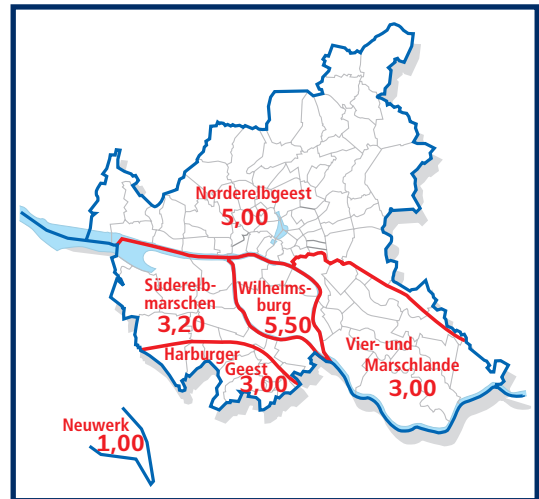 Norderelbgeest
5,00
Süderelb-
marschen
3,20
Wilhelms-
burg
5,50
Vier- und
Marschlande
3,00
Harburger
Geest
3,00
Neuwerk
1,00